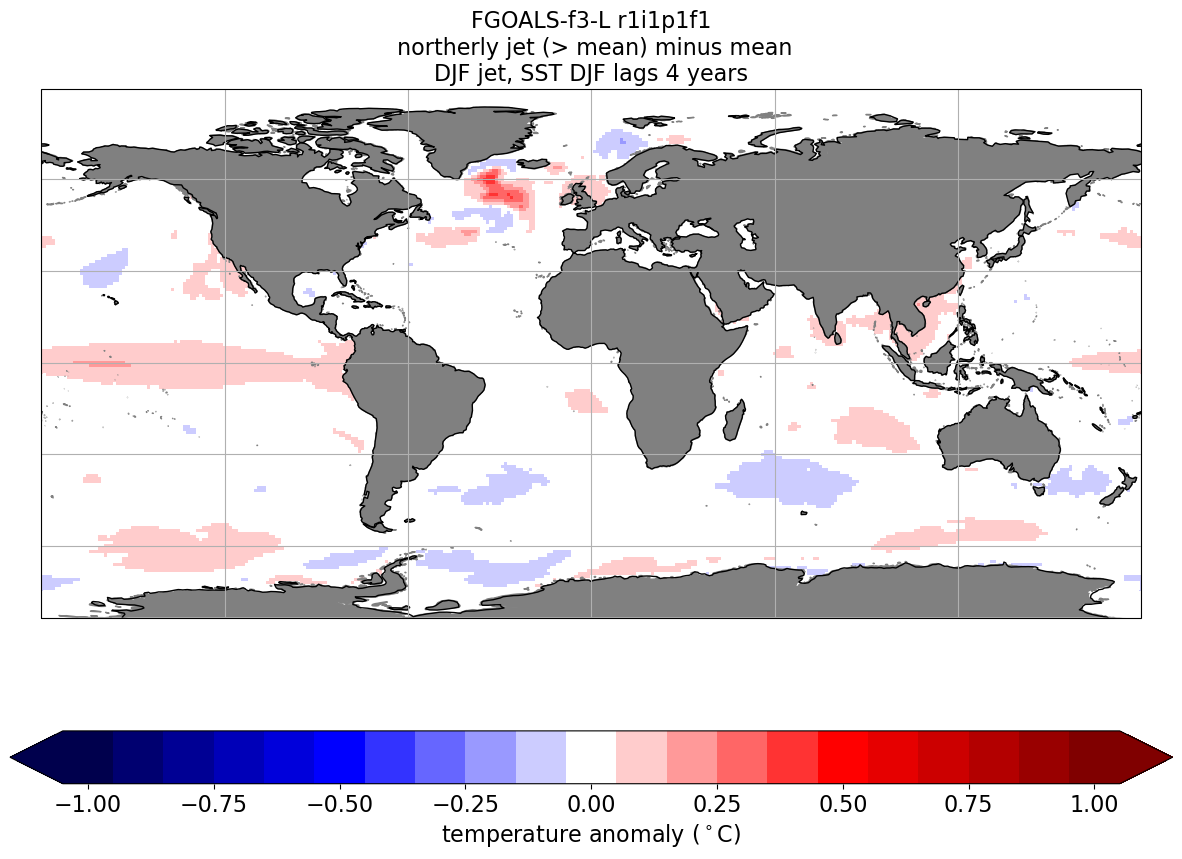 FGOALS-f3-L r1i1p1f1
northerly jet (> mean) minus mean
DJF jet, SST DJF lags 4 years
−1.00 −0.75 −0.50 −0.25 0.00 0.25 0.50 0.75 1.00
temperature anomaly (°C)